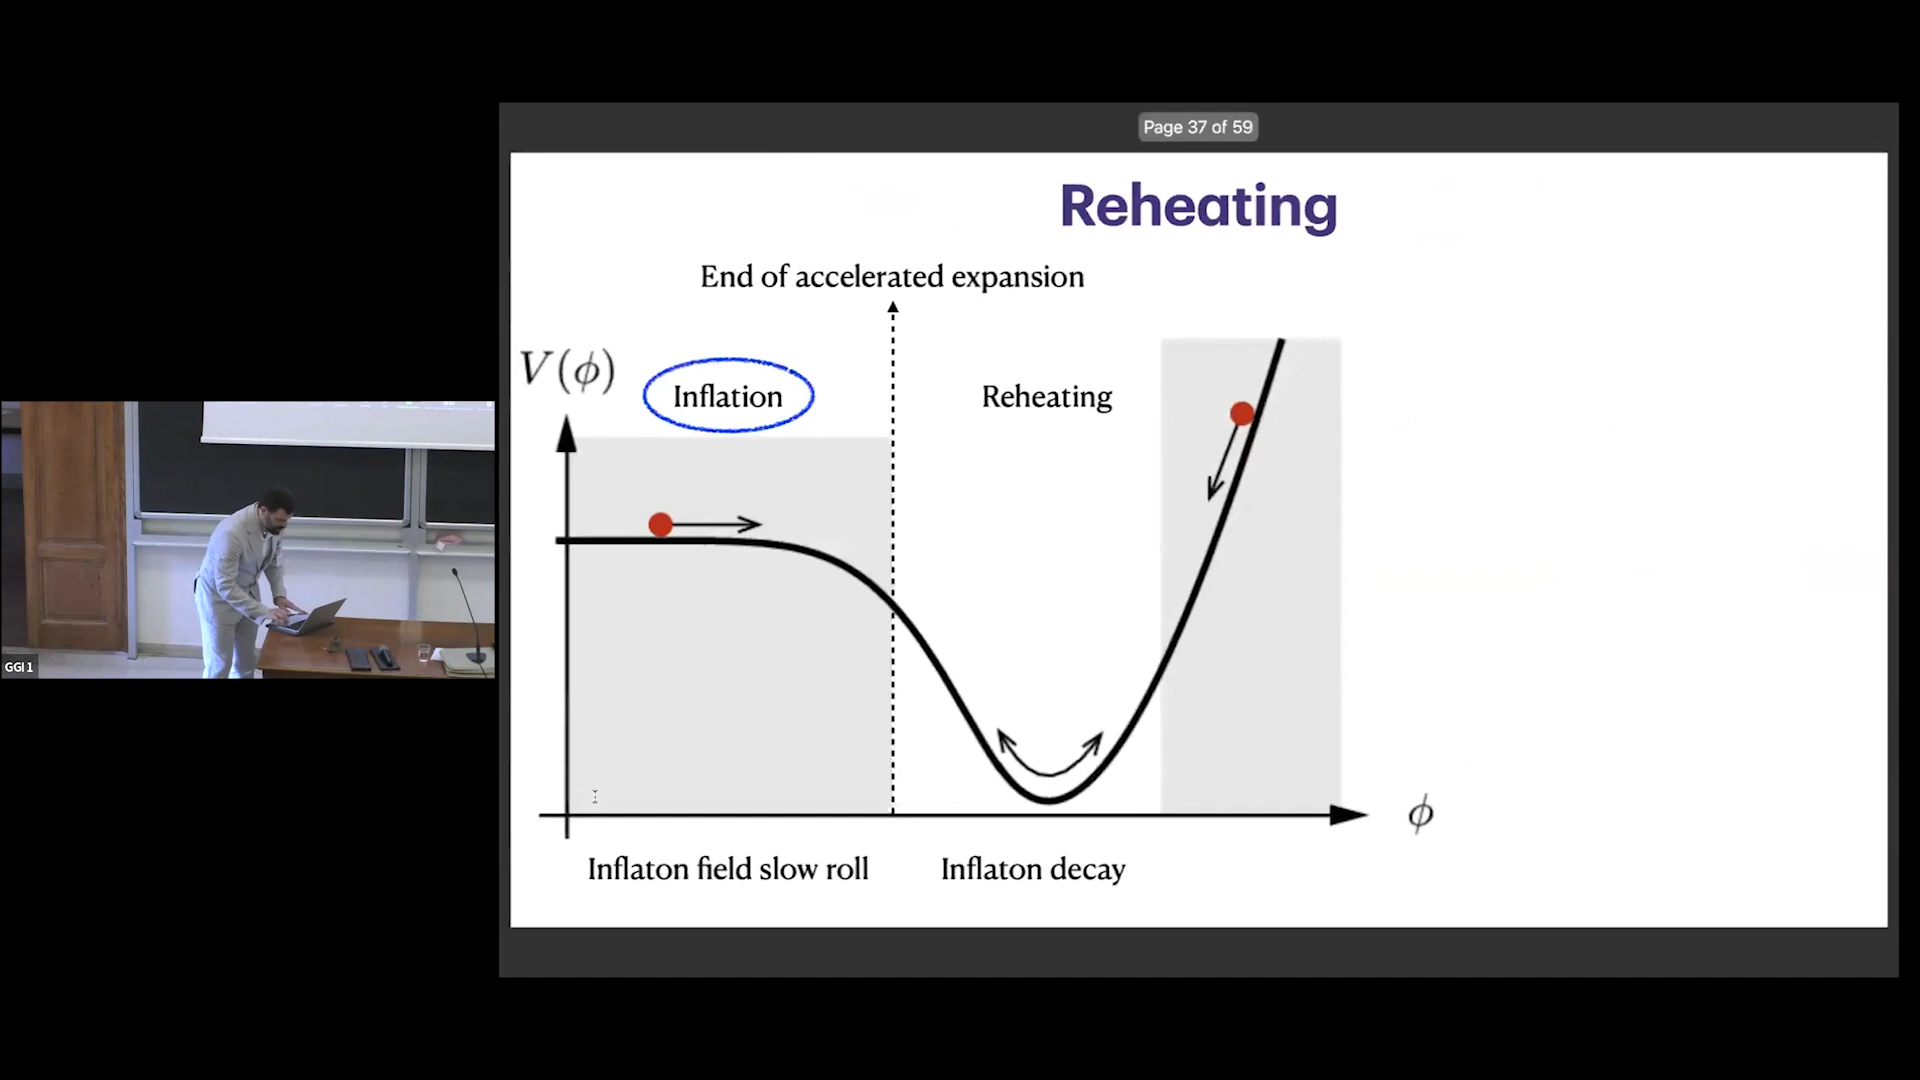 Page 37 of 59
Reheating
End of accelerated expansion
V(ϕ)
Inflation
Reheating
ϕ
Inflaton field slow roll
Inflaton decay
GGI 1